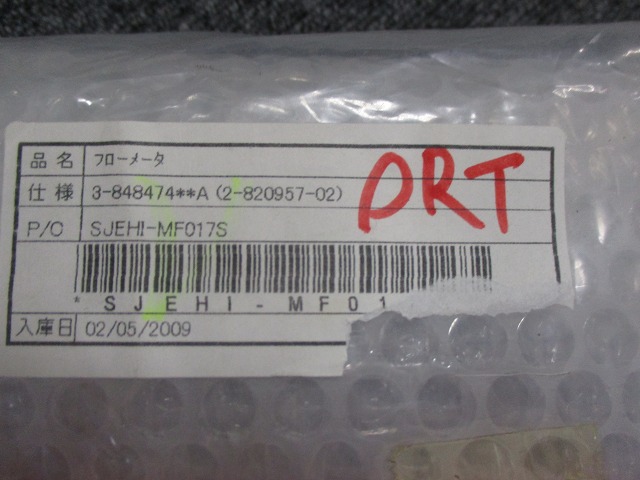 品名 フローメータ
仕様 3-848474**A (2-820957-02)
P/C SJEHI-MF017S
DRT
*SJEHI-MF01
入庫日 02/05/2009